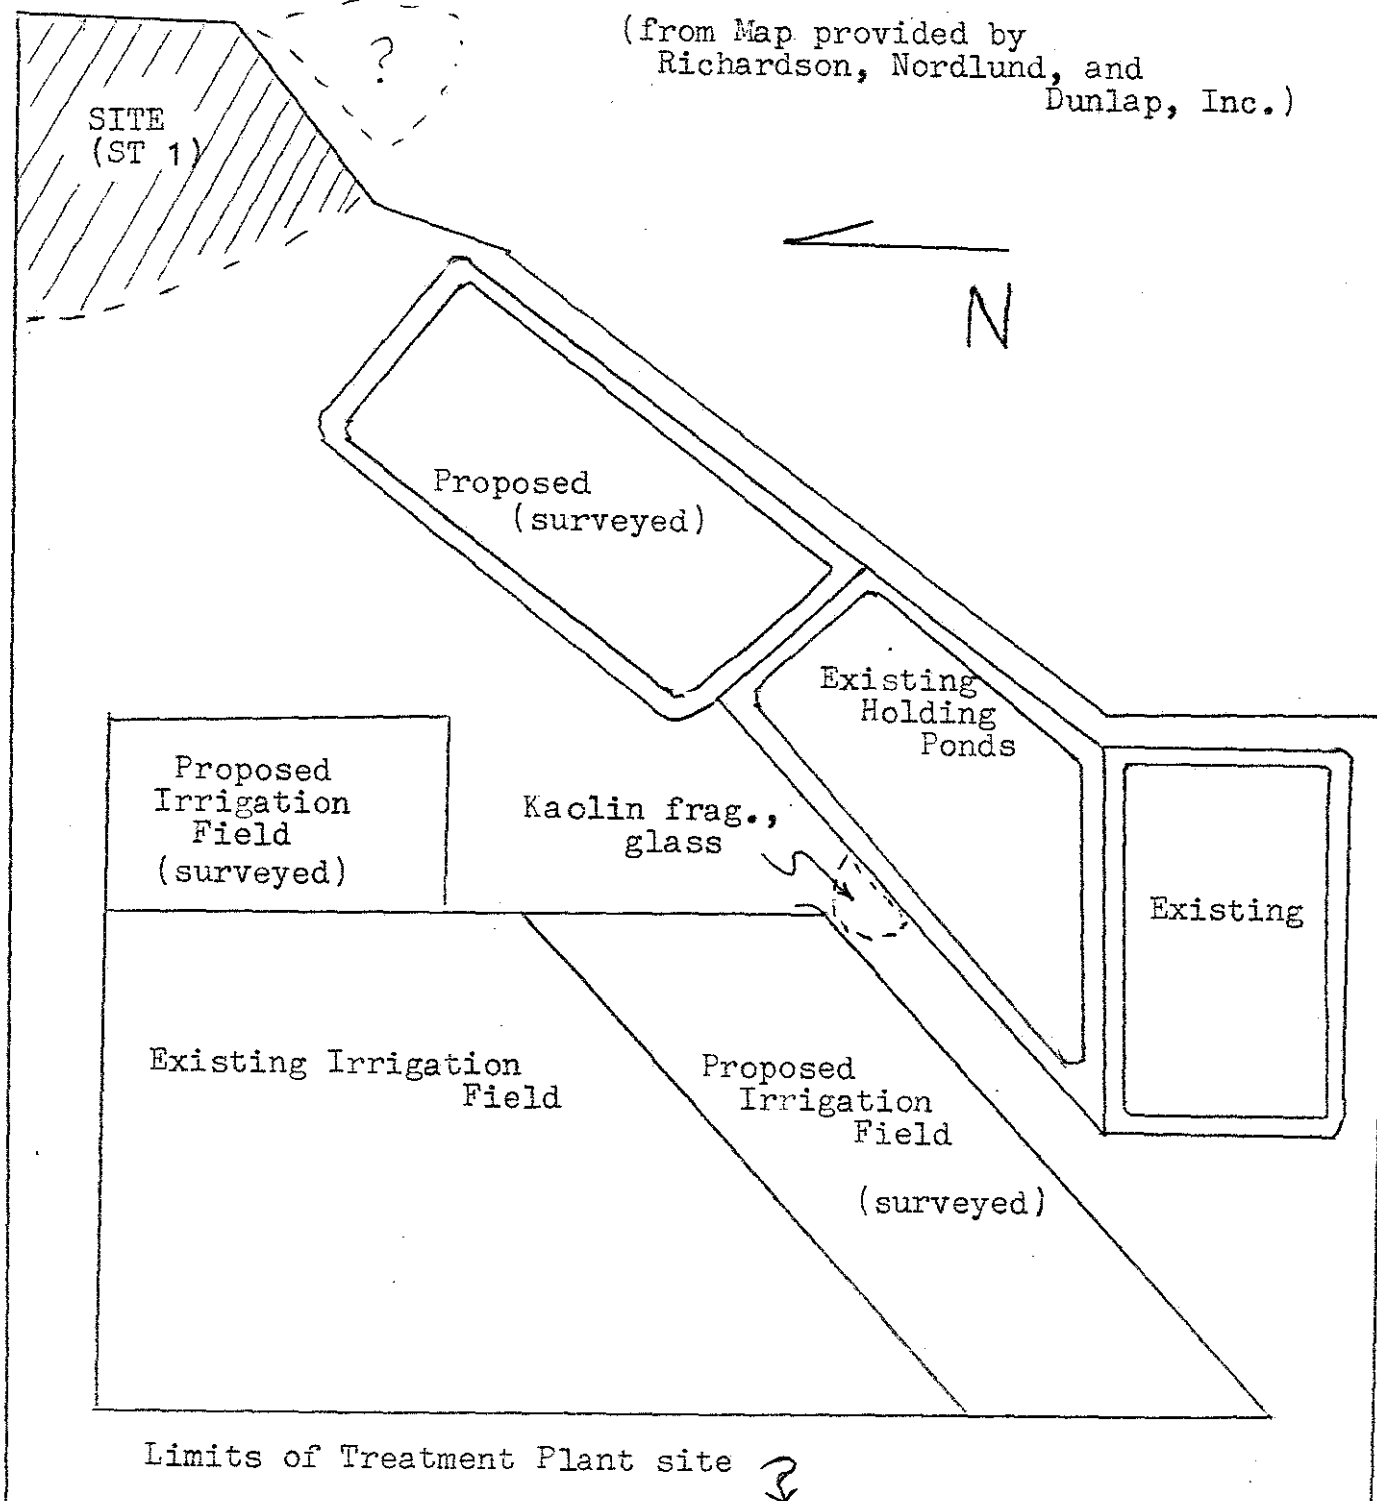 (from Map provided by
Richardson, Nordlund, and
Dunlap, Inc.)
?
SITE
(ST 1)
N
Proposed
(surveyed)
Existing
Holding
Ponds
Proposed
Irrigation
Field
(surveyed)
Kaolin frag.,
glass
Existing
Existing Irrigation
Field
Proposed
Irrigation
Field
(surveyed)
Limits of Treatment Plant site